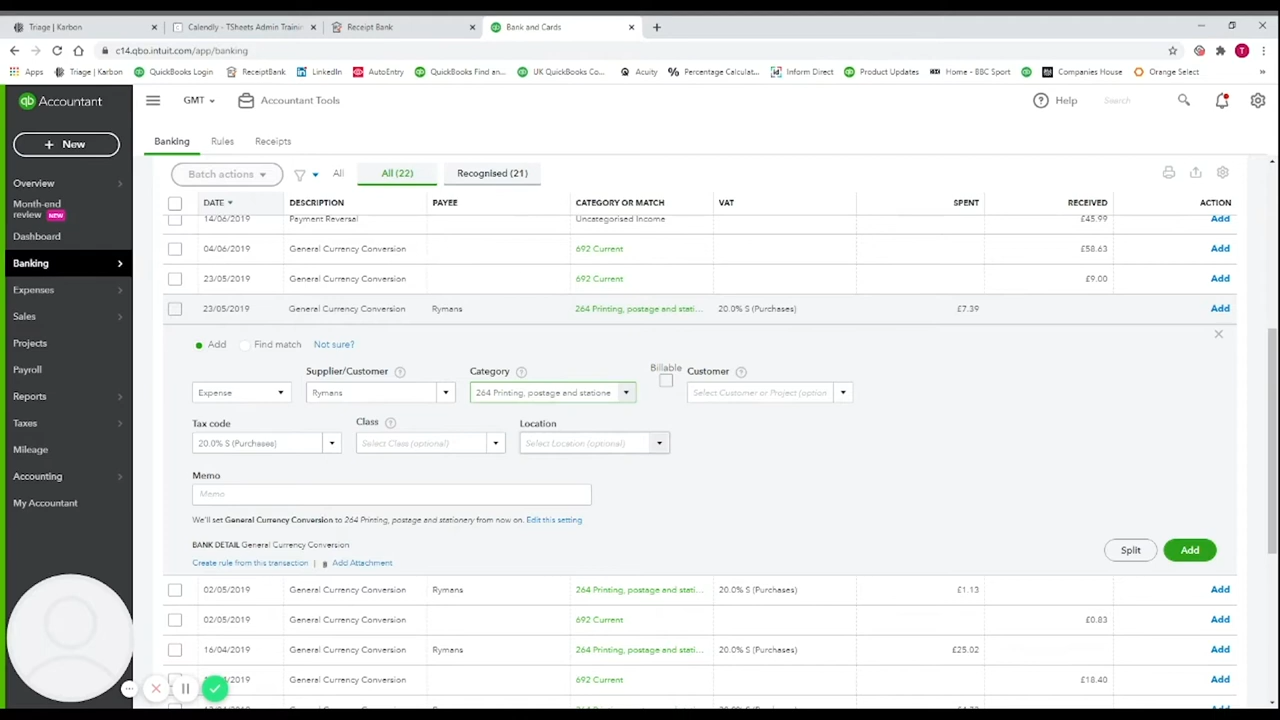 Triage | Karbon
Calendly - TSheets Admin Trainin
Receipt Bank
Bank and Cards
c14.qbo.intuit.com/app/banking
T
Apps
Triage | Karbon
QuickBooks Login
ReceiptBank
LinkedIn
AutoEntry
QuickBooks Find an...
UK QuickBooks Co...
Acuity
Percentage Calculat...
Inform Direct
Product Updates
Home - BBC Sport
Companies House
Orange Select
»
qb Accountant
GMT
Accountant Tools
Help
Search
+ New
Banking
Rules
Receipts
Overview
Month-end
review NEW
Dashboard
Banking
Expenses
Sales
Projects
Payroll
Reports
Taxes
Mileage
Accounting
My Accountant
Batch actions
All
All (22)
Recognised (21)
DATE DESCRIPTION PAYEE CATEGORY OR MATCH VAT SPENT RECEIVED ACTION
14/06/2019 Payment Reversal Uncategorised Income £45.99 Add
04/06/2019 General Currency Conversion 692 Current £58.63 Add
23/05/2019 General Currency Conversion 692 Current £9.00 Add
23/05/2019 General Currency Conversion Rymans 264 Printing, postage and stati... 20.0% S (Purchases) £7.39 Add
Add Find match Not sure?
Supplier/Customer Category Billable Customer
Expense Rymans 264 Printing, postage and statione Select Customer or Project (option
Tax code Class Location
20.0% S (Purchases) Select Class (optional) Select Location (optional)
Memo
Memo
We'll set General Currency Conversion to 264 Printing, postage and stationery from now on. Edit this setting
BANK DETAIL General Currency Conversion
Create rule from this transaction | Add Attachment
Split Add
02/05/2019 General Currency Conversion Rymans 264 Printing, postage and stati... 20.0% S (Purchases) £1.13 Add
02/05/2019 General Currency Conversion 692 Current £0.83 Add
16/04/2019 General Currency Conversion Rymans 264 Printing, postage and stati... 20.0% S (Purchases) £25.02 Add
General Currency Conversion 692 Current £18.40 Add